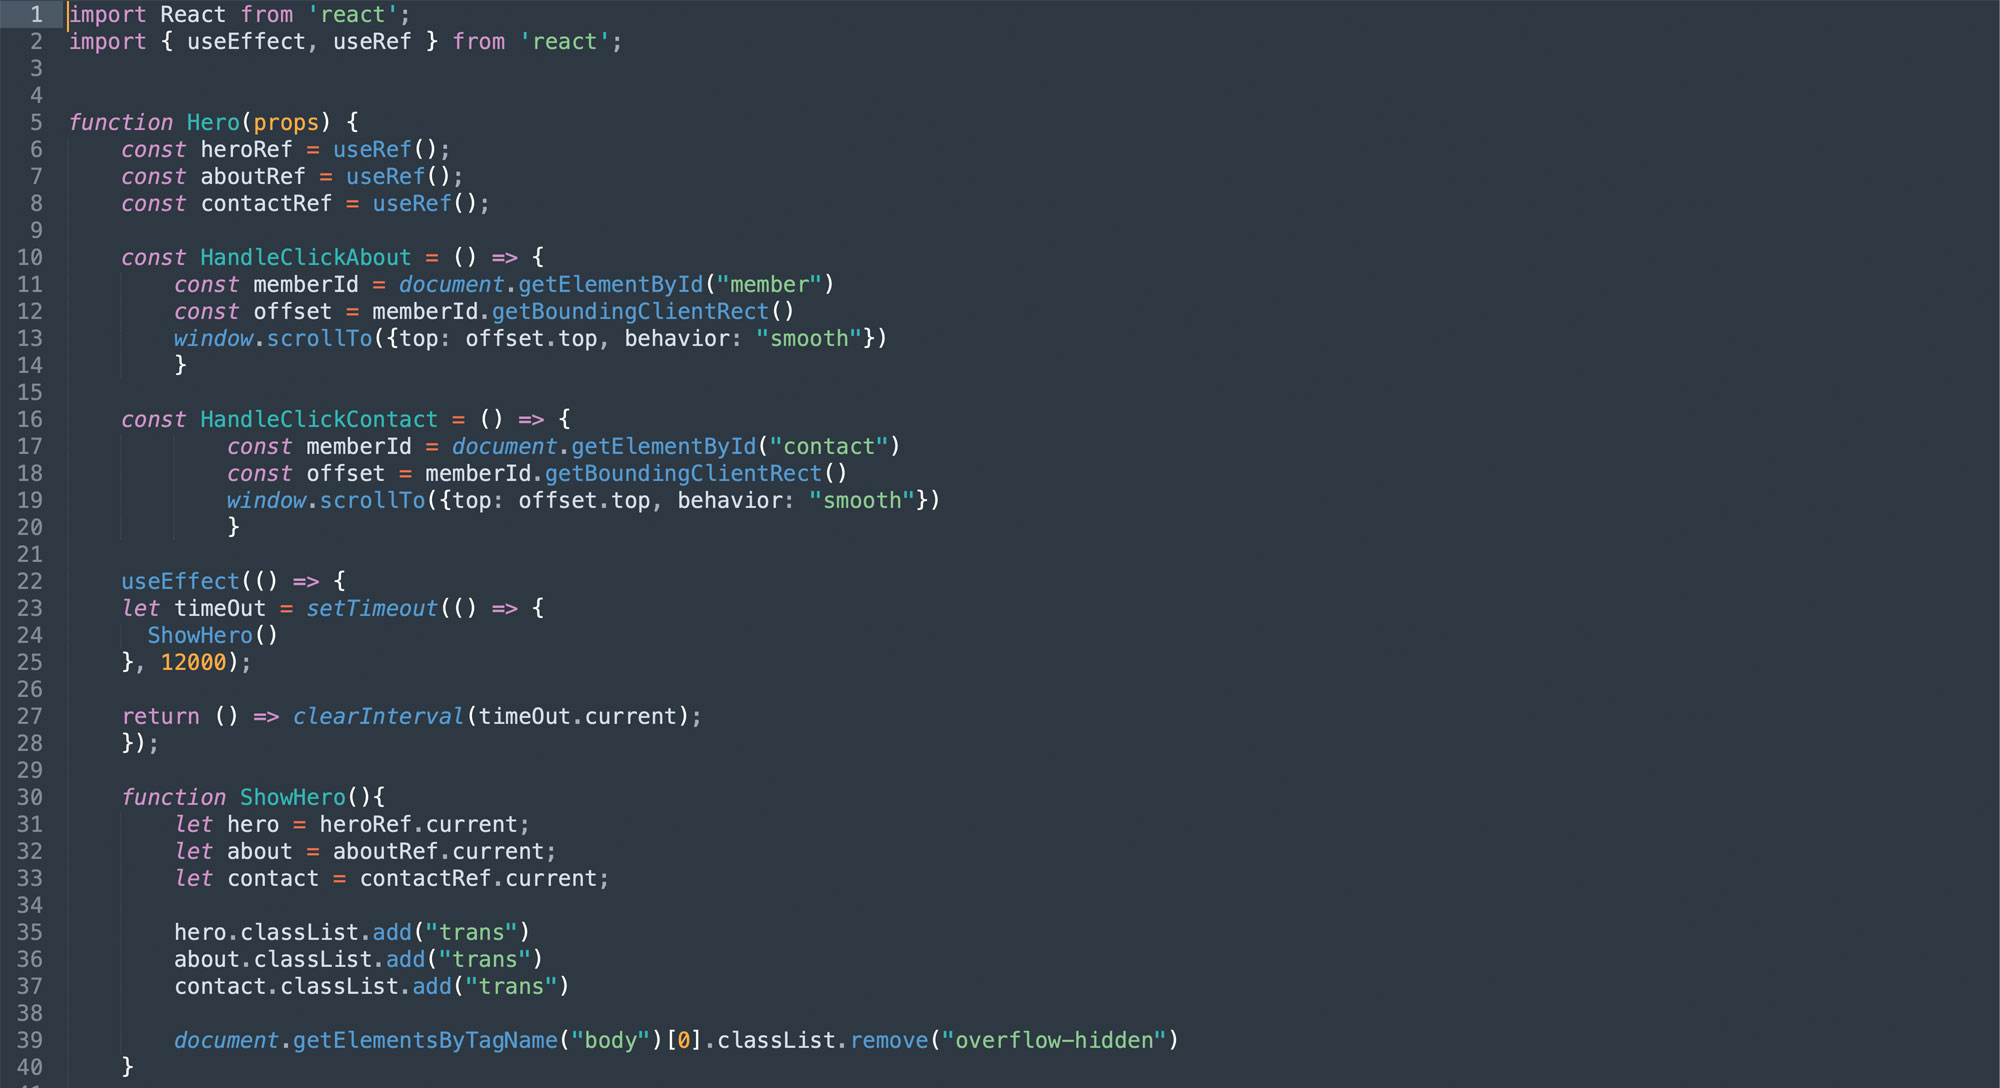 1 import React from 'react';
2 import { useEffect, useRef } from 'react';
3
4
5 function Hero(props) {
6 const heroRef = useRef();
7 const aboutRef = useRef();
8 const contactRef = useRef();
9
10 const HandleClickAbout = () => {
11 const memberId = document.getElementById("member")
12 const offset = memberId.getBoundingClientRect()
13 window.scrollTo({top: offset.top, behavior: "smooth"})
14 }
15
16 const HandleClickContact = () => {
17 const memberId = document.getElementById("contact")
18 const offset = memberId.getBoundingClientRect()
19 window.scrollTo({top: offset.top, behavior: "smooth"})
20 }
21
22 useEffect(() => {
23 let timeOut = setTimeout(() => {
24 ShowHero()
25 }, 12000);
26
27 return () => clearInterval(timeOut.current);
28 });
29
30 function ShowHero(){
31 let hero = heroRef.current;
32 let about = aboutRef.current;
33 let contact = contactRef.current;
34
35 hero.classList.add("trans")
36 about.classList.add("trans")
37 contact.classList.add("trans")
38
39 document.getElementsByTagName("body")[0].classList.remove("overflow-hidden")
40 }